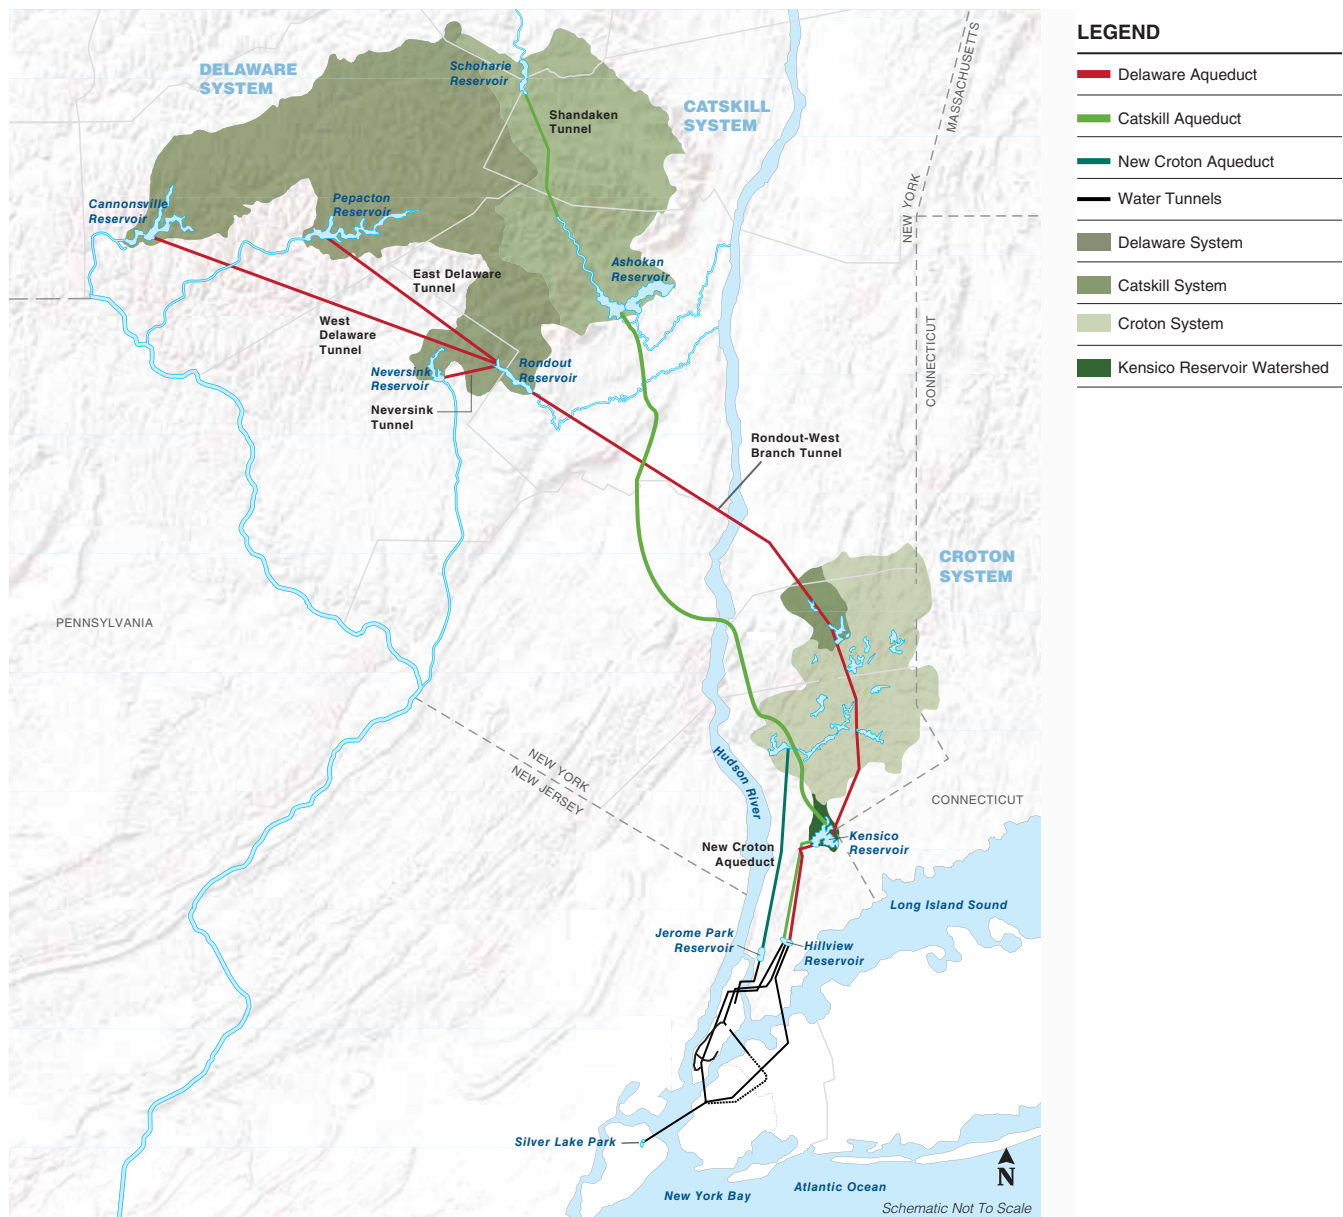 DELAWARE
SYSTEM
Schoharie
Reservoir
Shandaken
Tunnel
CATSKILL
SYSTEM
MASSACHUSETTS
NEW YORK
CONNECTICUT
Cannonsville
Reservoir
Pepacton
Reservoir
East Delaware
Tunnel
Ashokan
Reservoir
West
Delaware
Tunnel
Neversink
Reservoir
Rondout
Reservoir
Neversink
Tunnel
Rondout-West
Branch Tunnel
CROTON
SYSTEM
PENNSYLVANIA
NEW YORK
NEW JERSEY
Hudson River
CONNECTICUT
New Croton
Aqueduct
Kensico
Reservoir
Long Island Sound
Jerome Park
Reservoir
Hillview
Reservoir
Silver Lake Park
New York Bay
Atlantic Ocean
N
Schematic Not To Scale
LEGEND
Delaware Aqueduct
Catskill Aqueduct
New Croton Aqueduct
Water Tunnels
Delaware System
Catskill System
Croton System
Kensico Reservoir Watershed